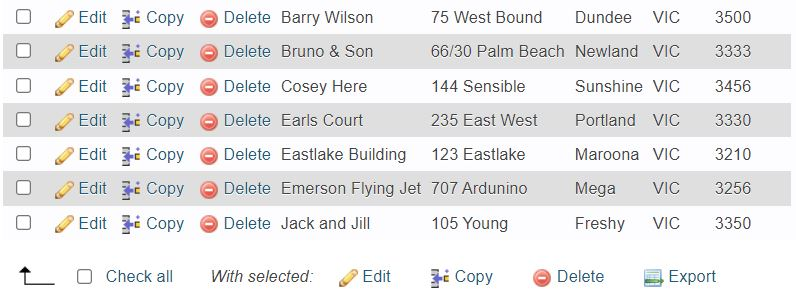 Edit Copy Delete Barry Wilson 75 West Bound Dundee VIC 3500
Edit Copy Delete Bruno & Son 66/30 Palm Beach Newland VIC 3333
Edit Copy Delete Cosey Here 144 Sensible Sunshine VIC 3456
Edit Copy Delete Earls Court 235 East West Portland VIC 3330
Edit Copy Delete Eastlake Building 123 Eastlake Maroona VIC 3210
Edit Copy Delete Emerson Flying Jet 707 Ardunino Mega VIC 3256
Edit Copy Delete Jack and Jill 105 Young Freshy VIC 3350
Check all With selected: Edit Copy Delete Export